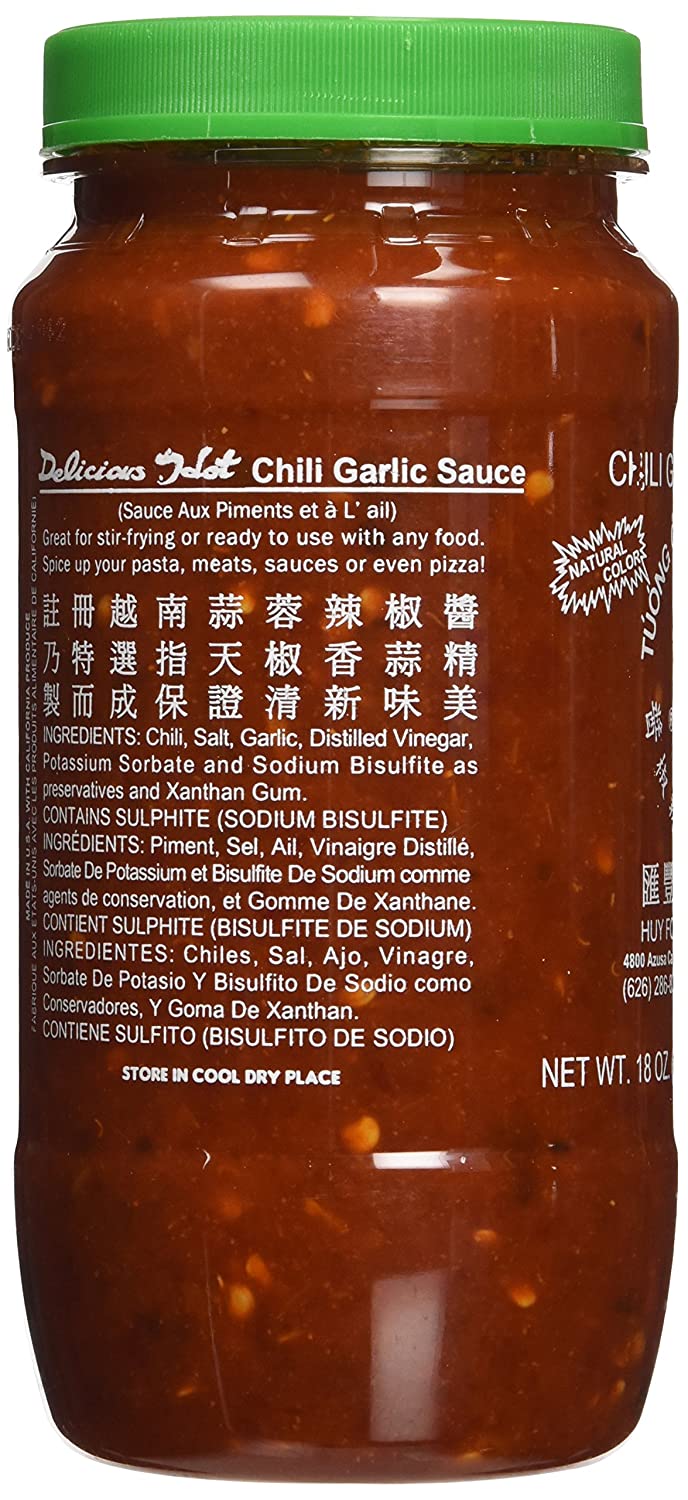 Delicious Hot Chili Garlic Sauce
(Sauce Aux Piments et à L' ail)
Great for stir-frying or ready to use with any food.
Spice up your pasta, meats, sauces or even pizza!
註冊越南蒜蓉辣椒醬
乃特選指天椒香蒜精
製而成保證清新味美
INGREDIENTS: Chili, Salt, Garlic, Distilled Vinegar,
Potassium Sorbate and Sodium Bisulfite as
preservatives and Xanthan Gum.
CONTAINS SULPHITE (SODIUM BISULFITE)
INGRÉDIENTS: Piment, Sel, Ail, Vinaigre Distillé,
Sorbate De Potassium et Bisulfite De Sodium comme
agents de conservation, et Gomme De Xanthane.
CONTIENT SULPHITE (BISULFITE DE SODIUM)
INGREDIENTES: Chiles, Sal, Ajo, Vinagre,
Sorbate De Potasio Y Bisulfito De Sodio como
Conservadores, Y Goma De Xanthan.
CONTIENE SULFITO (BISULFITO DE SODIO)
STORE IN COOL DRY PLACE
MADE IN U.S.A. WITH CALIFORNIA PRODUCE
FABRIQUE AUX ETATS-UNIS AVEC LES PRODUITS ALIMENTAIRE DE CALIFORNIE)
NATURAL
COLOR
TƯƠNG
匯豐
HUY
4800 Azusa
(626) 286-
NET WT. 18 OZ.